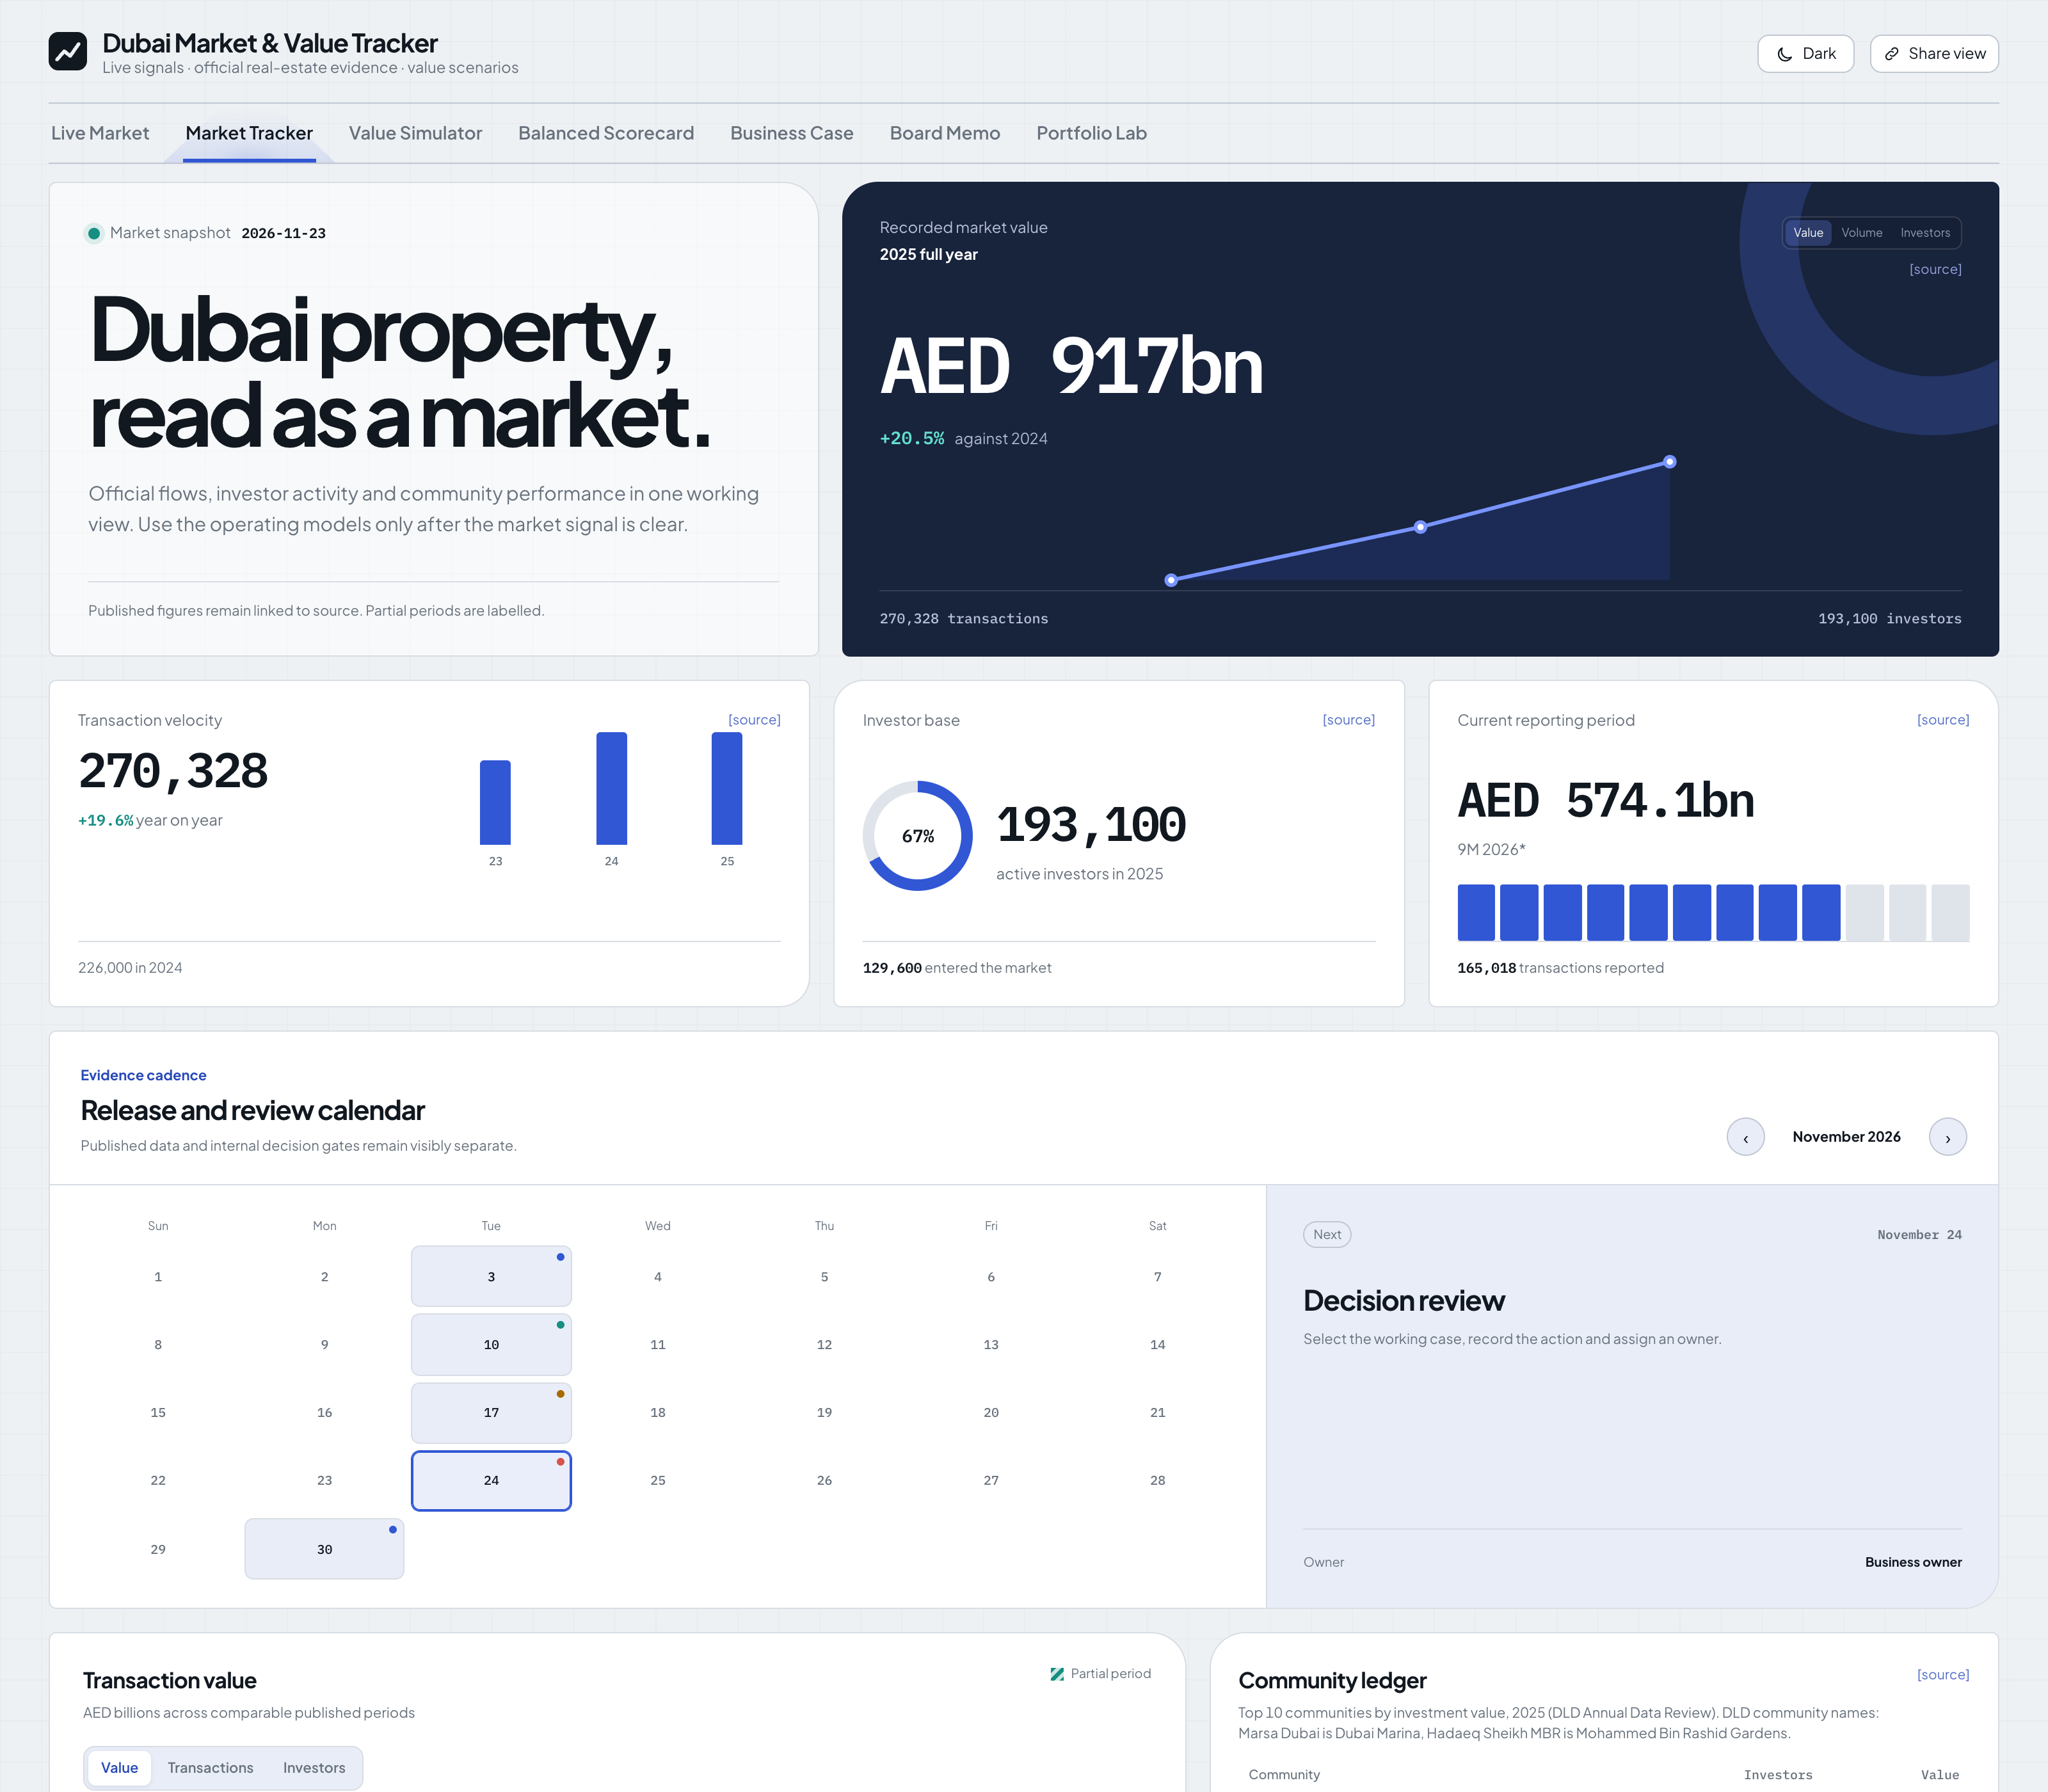 Dubai Market & Value Tracker
Live signals · official real-estate evidence · value scenarios
Dark
Share view
Live Market
Market Tracker
Value Simulator
Balanced Scorecard
Business Case
Board Memo
Portfolio Lab
Market snapshot 2026-11-23
Dubai property,
read as a market.
Official flows, investor activity and community performance in one working
view. Use the operating models only after the market signal is clear.
Published figures remain linked to source. Partial periods are labelled.
Recorded market value
2025 full year
Value
Volume
Investors
[source]
AED 917bn
+20.5% against 2024
270,328 transactions
193,100 investors
Transaction velocity
[source]
270,328
+19.6% year on year
23
24
25
226,000 in 2024
Investor base
[source]
67%
193,100
active investors in 2025
129,600 entered the market
Current reporting period
[source]
AED 574.1bn
9M 2026*
165,018 transactions reported
Evidence cadence
Release and review calendar
Published data and internal decision gates remain visibly separate.
‹
November 2026
›
Sun Mon Tue Wed Thu Fri Sat
1 2 3 4 5 6 7
8 9 10 11 12 13 14
15 16 17 18 19 20 21
22 23 24 25 26 27 28
29 30
Next
November 24
Decision review
Select the working case, record the action and assign an owner.
Owner
Business owner
Transaction value
Partial period
AED billions across comparable published periods
Value
Transactions
Investors
Community ledger
[source]
Top 10 communities by investment value, 2025 (DLD Annual Data Review). DLD community names:
Marsa Dubai is Dubai Marina, Hadaeq Sheikh MBR is Mohammed Bin Rashid Gardens.
Community
Investors
Value